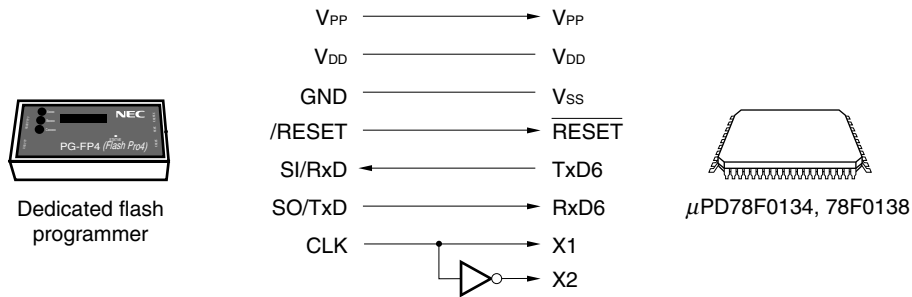 VPP VPP
VDD VDD
GND VSS
/RESET RESET
SI/RxD TxD6
SO/TxD RxD6
CLK X1
X2
NEC
PG-FP4 (Flash Pro4)
Dedicated flash
programmer
μPD78F0134, 78F0138